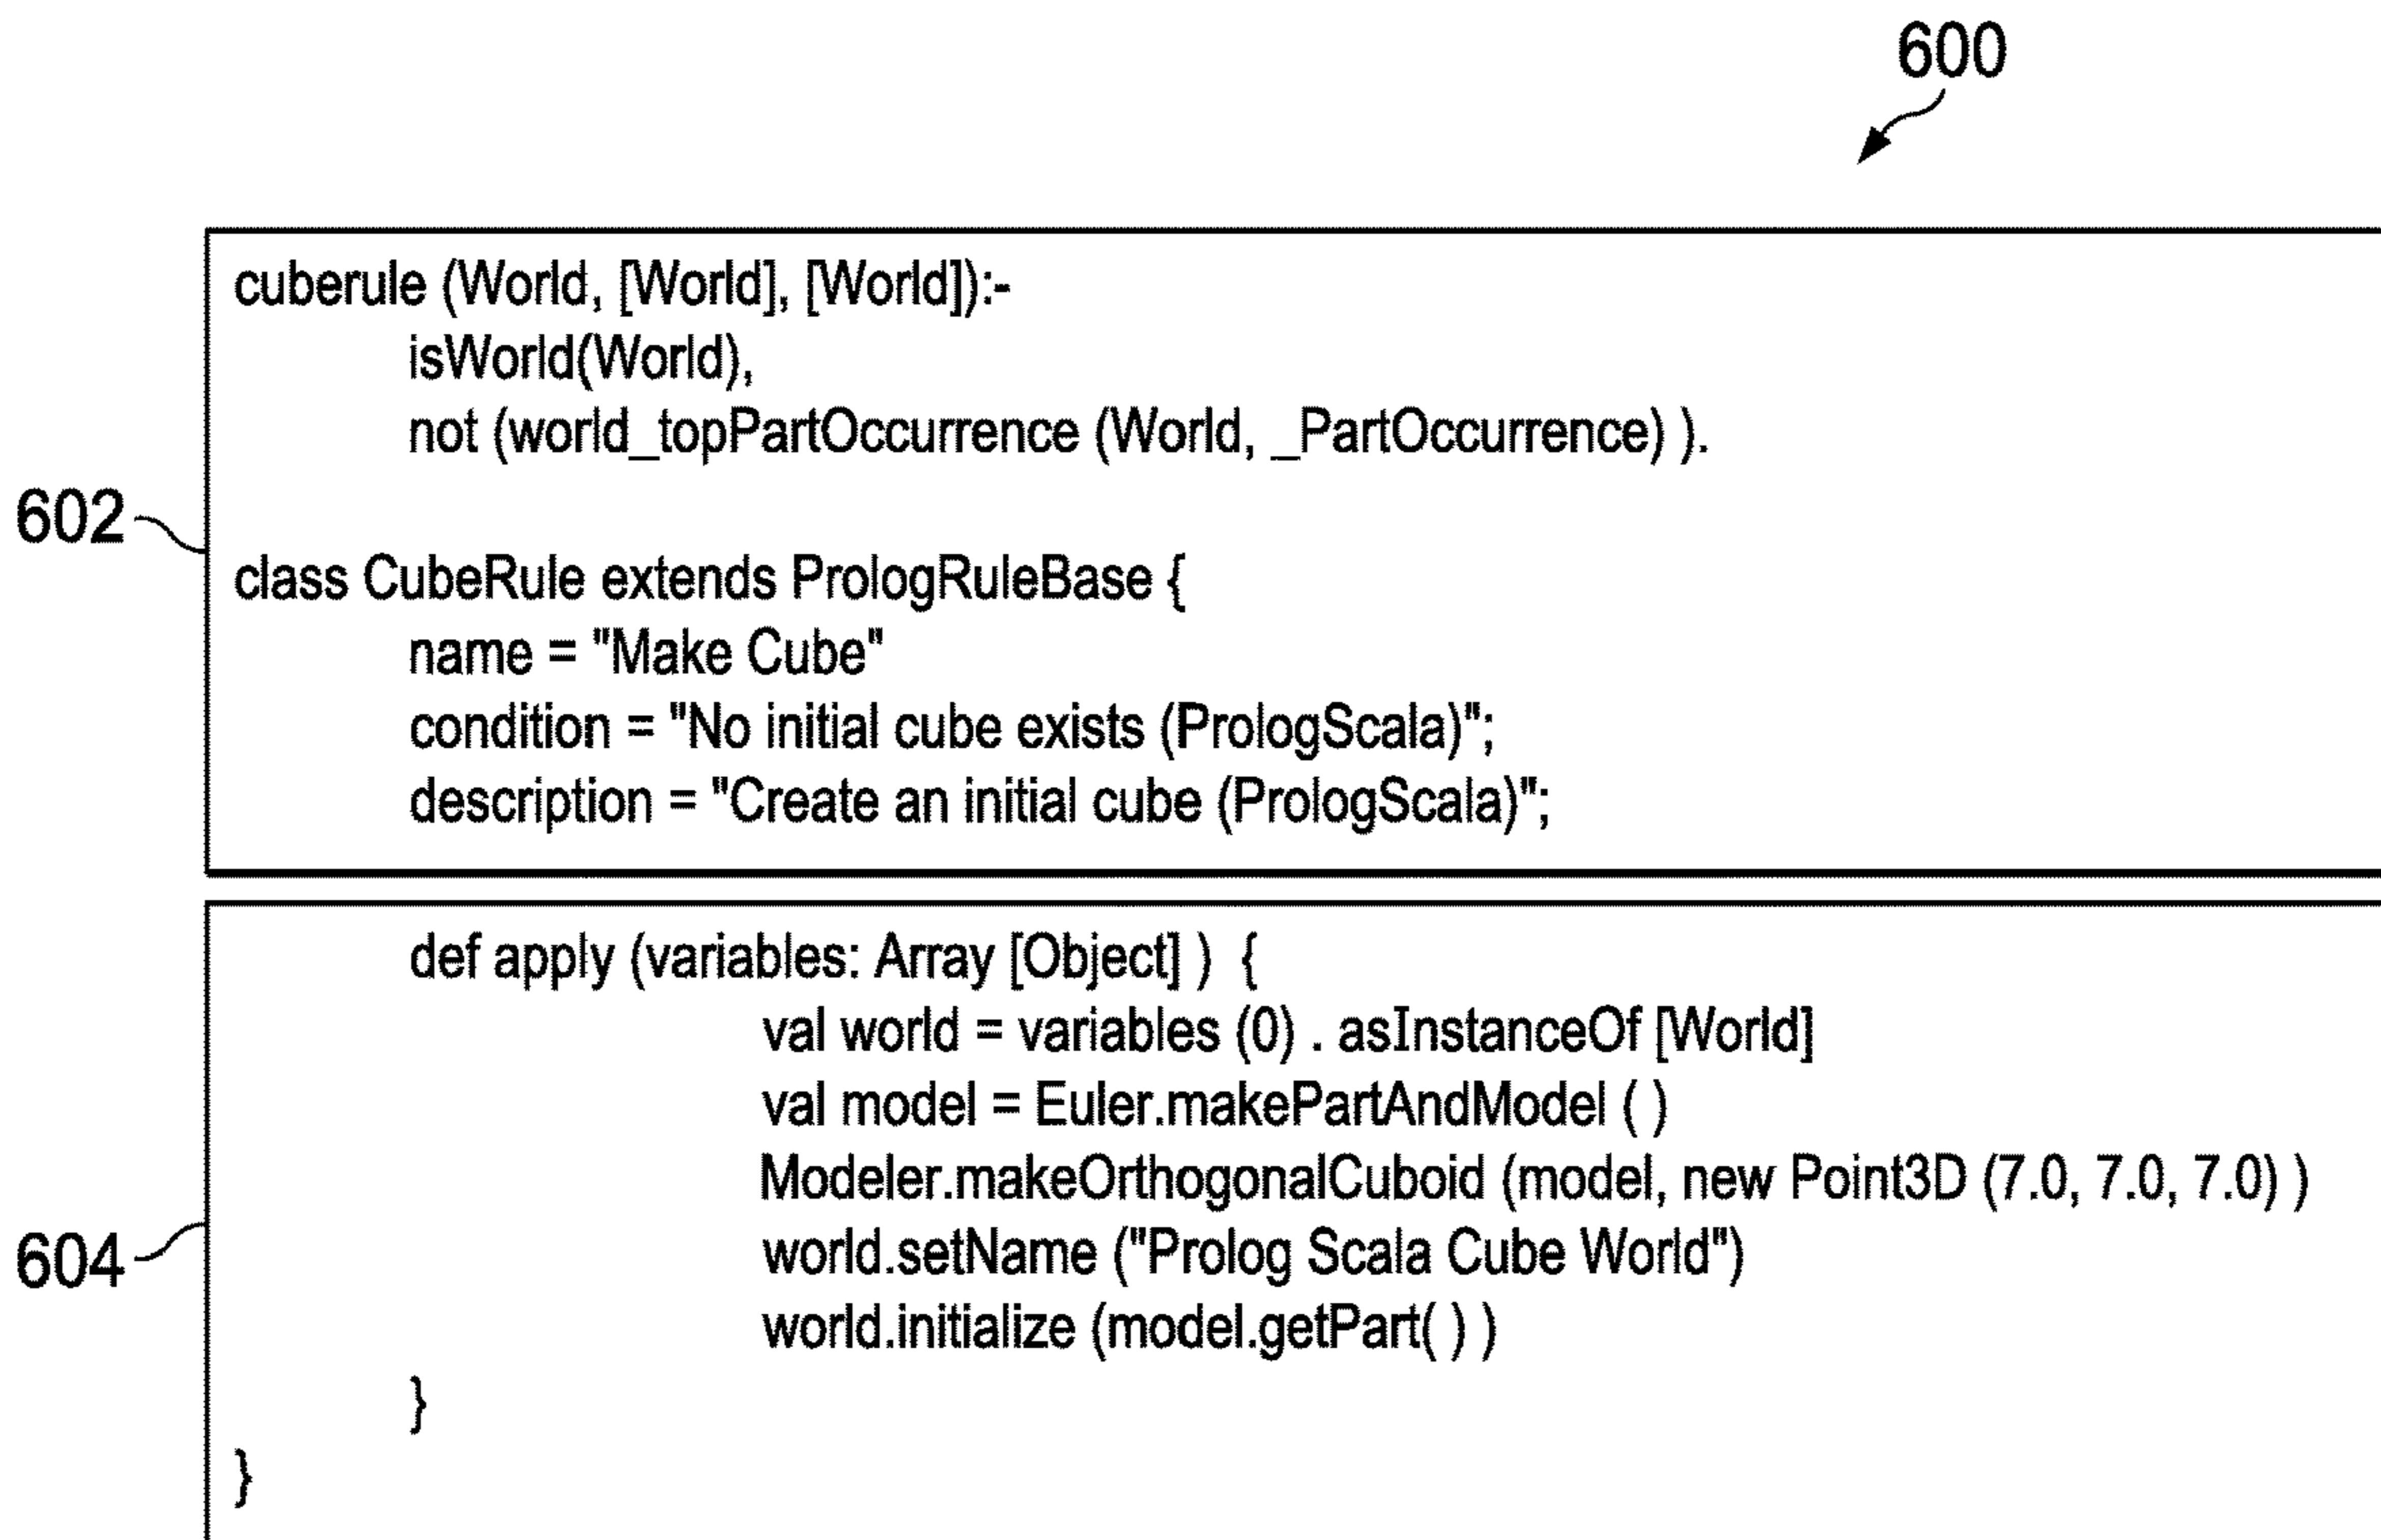 600
cuberule (World, [World], [World]):-
isWorld(World),
not (world_topPartOccurrence (World, _PartOccurrence) ).
602
class CubeRule extends PrologRuleBase {
name = "Make Cube"
condition = "No initial cube exists (PrologScala)";
description = "Create an initial cube (PrologScala)";
def apply (variables: Array [Object] ) {
val world = variables (0) . asInstanceOf [World]
val model = Euler.makePartAndModel ( )
Modeler.makeOrthogonalCuboid (model, new Point3D (7.0, 7.0, 7.0) )
604
world.setName ("Prolog Scala Cube World")
world.initialize (model.getPart( ) )
}
}